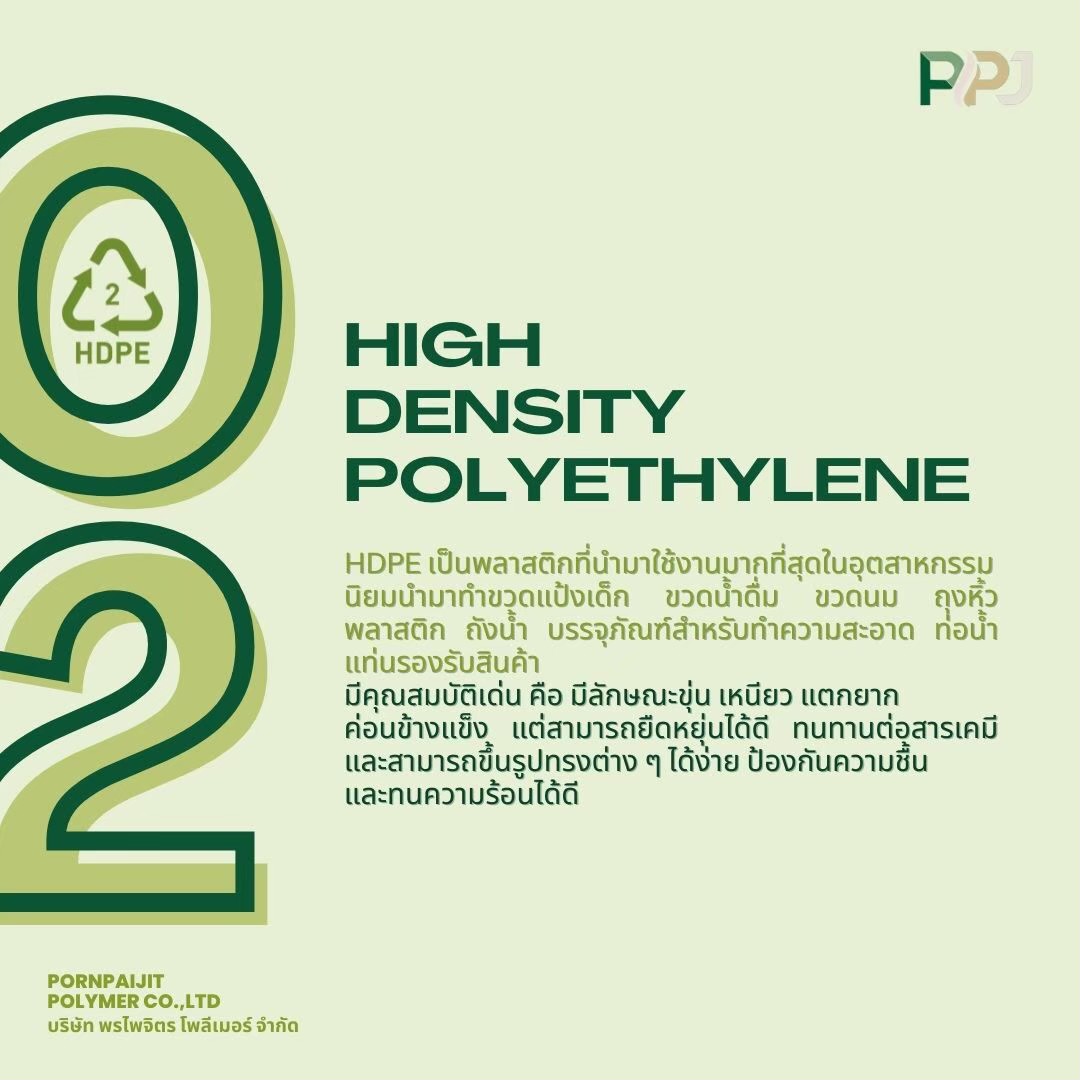 PPJ
02
2
HDPE
HIGH
DENSITY
POLYETHYLENE
HDPE เป็นพลาสติกที่นำมาใช้งานมากที่สุดในอุตสาหกรรม
นิยมนำมาทำขวดแป้งเด็ก ขวดน้ำดื่ม ขวดนม ถุงหิ้ว
พลาสติก ถังน้ำ บรรจุภัณฑ์สำหรับทำความสะอาด ท่อน้ำ
แท่นรองรับสินค้า
มีคุณสมบัติเด่น คือ มีลักษณะขุ่น เหนียว แตกยาก
ค่อนข้างแข็ง แต่สามารถยืดหยุ่นได้ดี ทนทานต่อสารเคมี
และสามารถขึ้นรูปทรงต่าง ๆ ได้ง่าย ป้องกันความชื้น
และทนความร้อนได้ดี
PORNPAIJIT
POLYMER CO.,LTD
บริษัท พรไพจิตร โพลีเมอร์ จำกัด